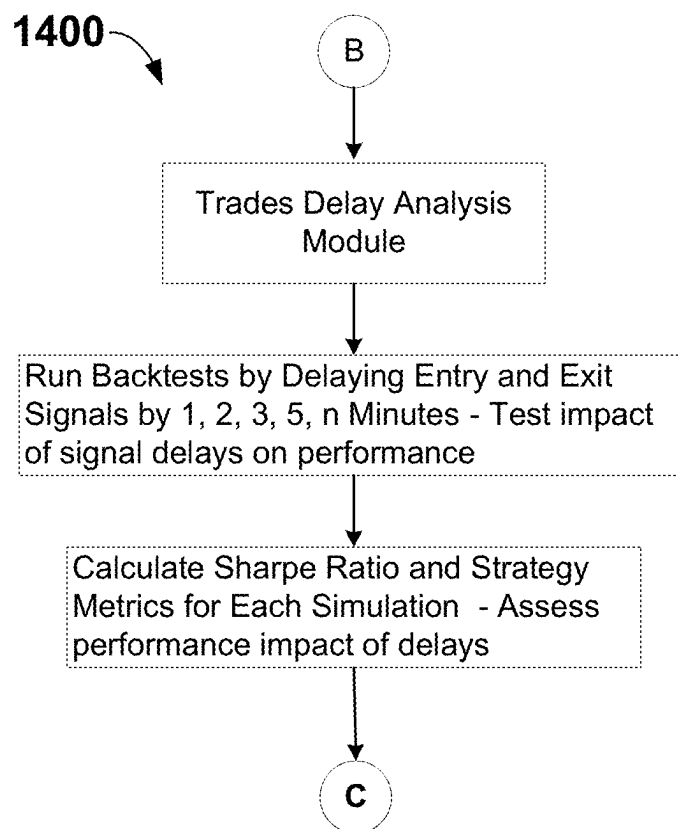 1400
B
Trades Delay Analysis
Module
Run Backtests by Delaying Entry and Exit
Signals by 1, 2, 3, 5, n Minutes - Test impact
of signal delays on performance
Calculate Sharpe Ratio and Strategy
Metrics for Each Simulation - Assess
performance impact of delays
C